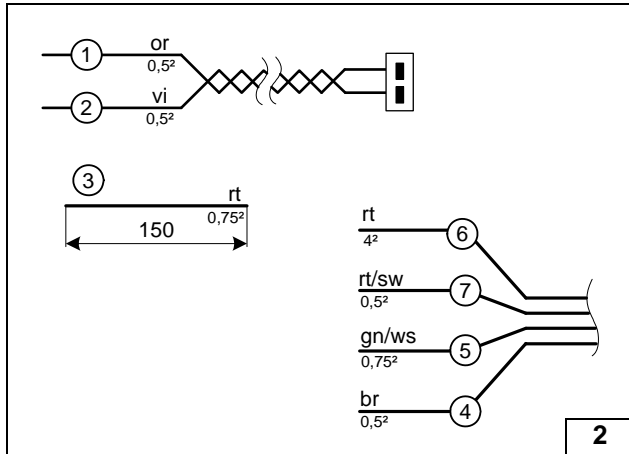 1 or
0,5²
2 vi
0,5²
3
rt
0,75²
150
rt
4²
6
rt/sw
0,5²
7
gn/ws
0,75²
5
br
0,5²
4
2